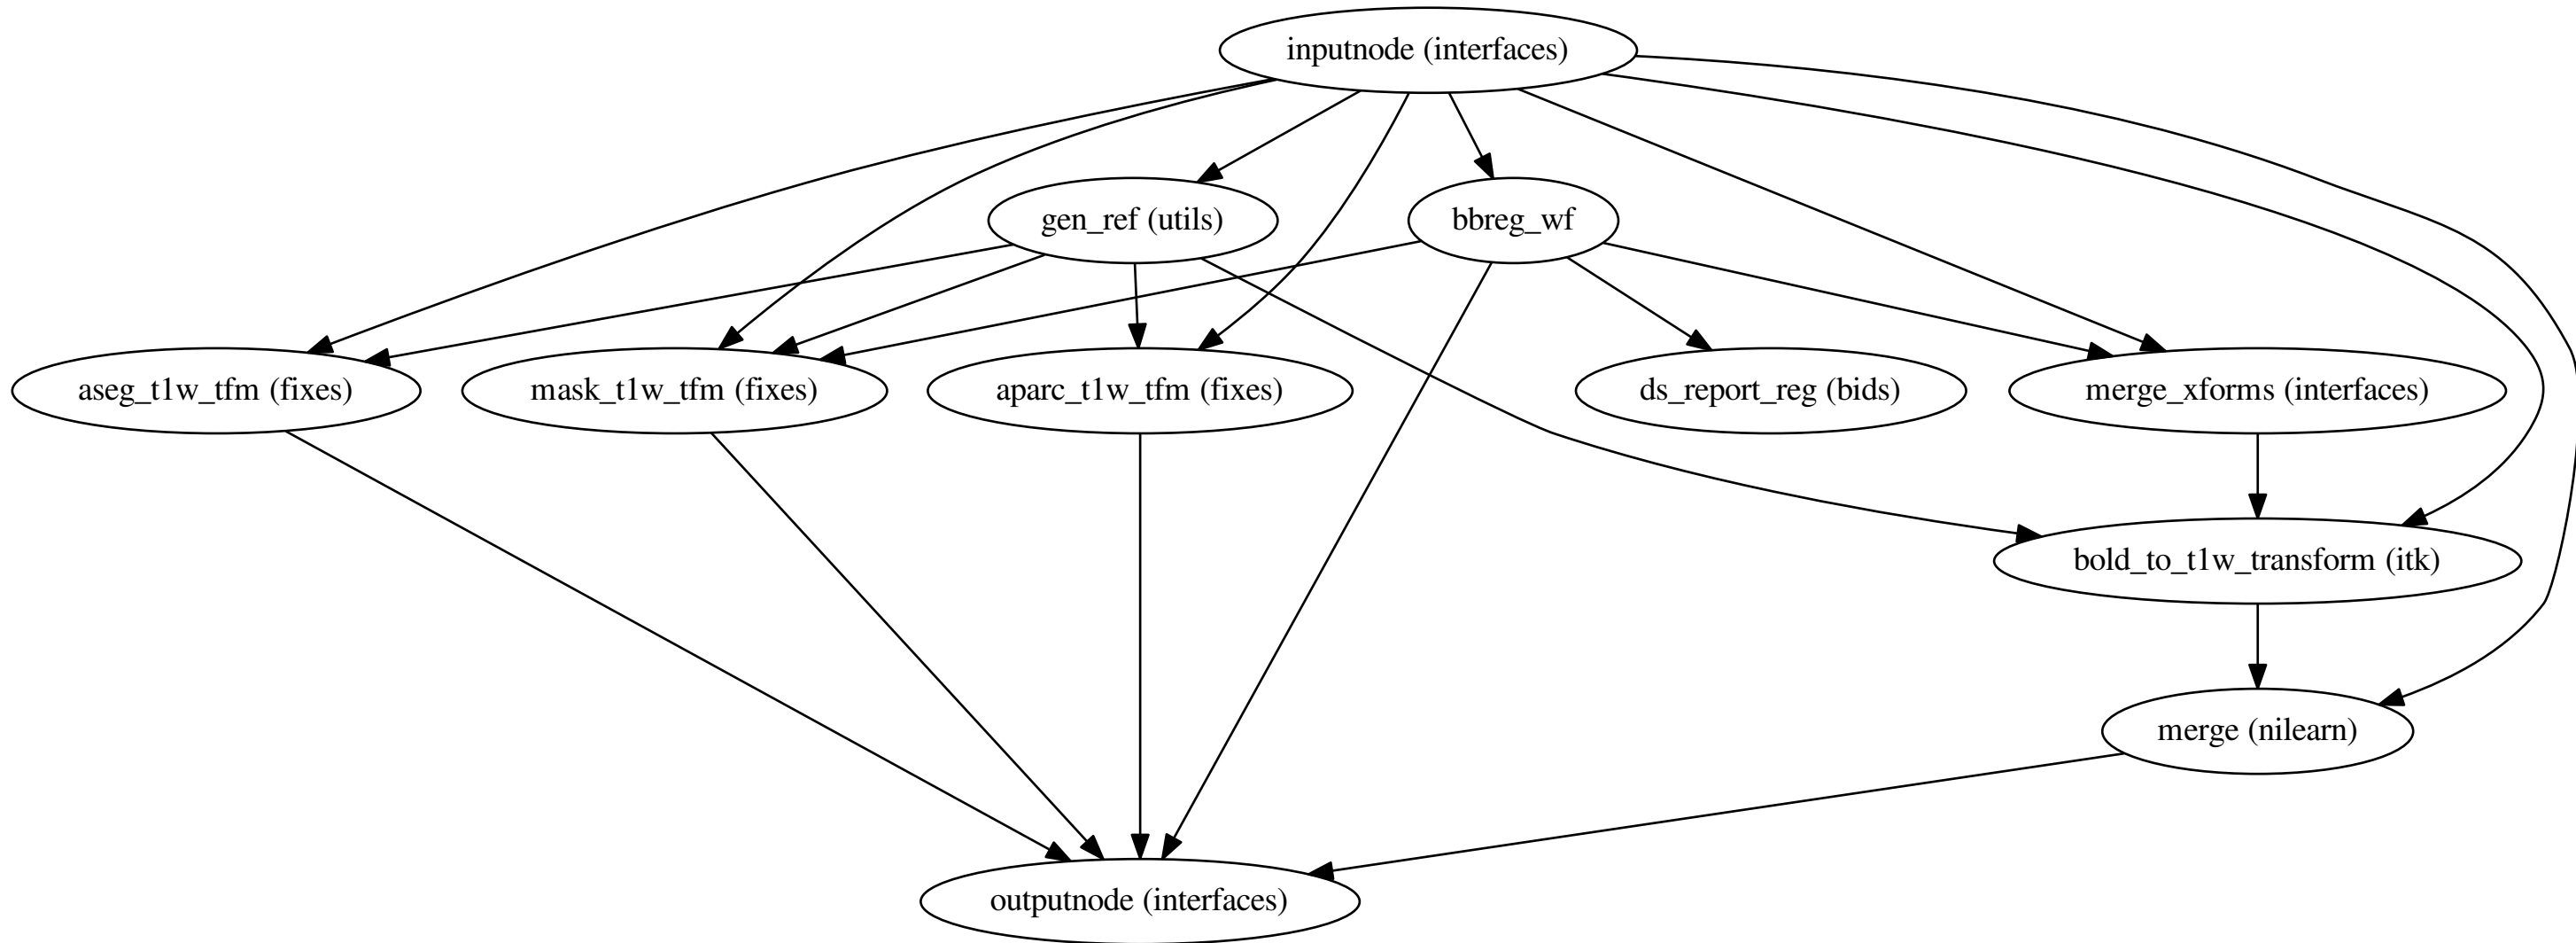 inputnode (interfaces)
gen_ref (utils)
bbreg_wf
aseg_t1w_tfm (fixes)
mask_t1w_tfm (fixes)
aparc_t1w_tfm (fixes)
ds_report_reg (bids)
merge_xforms (interfaces)
bold_to_t1w_transform (itk)
merge (nilearn)
outputnode (interfaces)